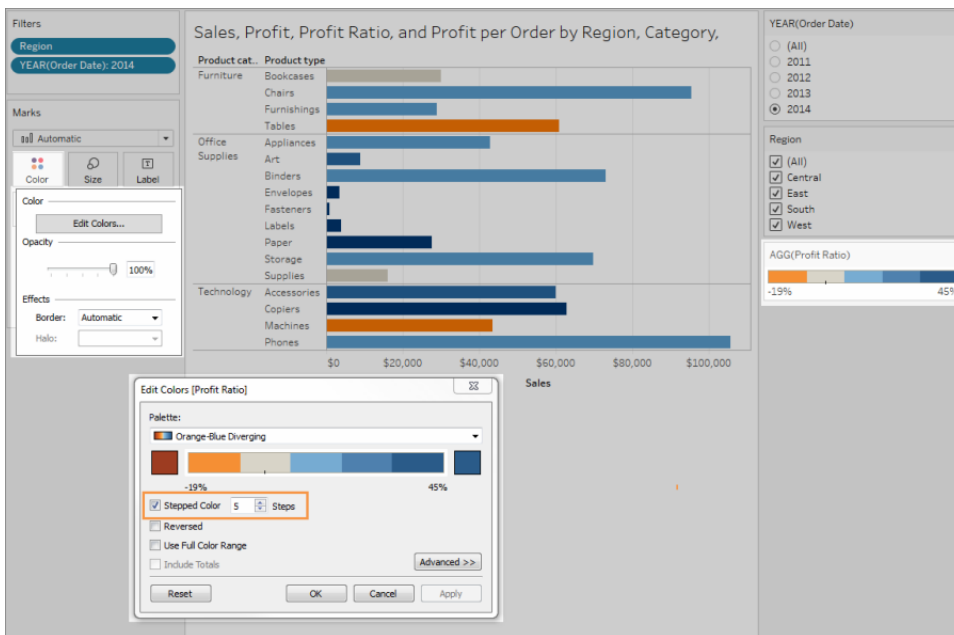 Filters
Region
YEAR(Order Date): 2014
Marks
Automatic
Color
Size
Label
Color
Edit Colors...
Opacity
100%
Effects
Border: Automatic
Halo:
Sales, Profit, Profit Ratio, and Profit per Order by Region, Category,
Product cat.. Product type
Furniture Bookcases
Chairs
Furnishings
Tables
Office Supplies Appliances
Art
Binders
Envelopes
Fasteners
Labels
Paper
Storage
Supplies
Technology Accessories
Copiers
Machines
Phones
$0 $20,000 $40,000 $60,000 $80,000 $100,000
Sales
YEAR(Order Date)
(All)
2011
2012
2013
2014
Region
(All)
Central
East
South
West
AGG(Profit Ratio)
-19% 45%
Edit Colors [Profit Ratio]
Palette:
Orange-Blue Diverging
-19% 45%
Stepped Color 5 Steps
Reversed
Use Full Color Range
Include Totals
Advanced >>
Reset OK Cancel Apply